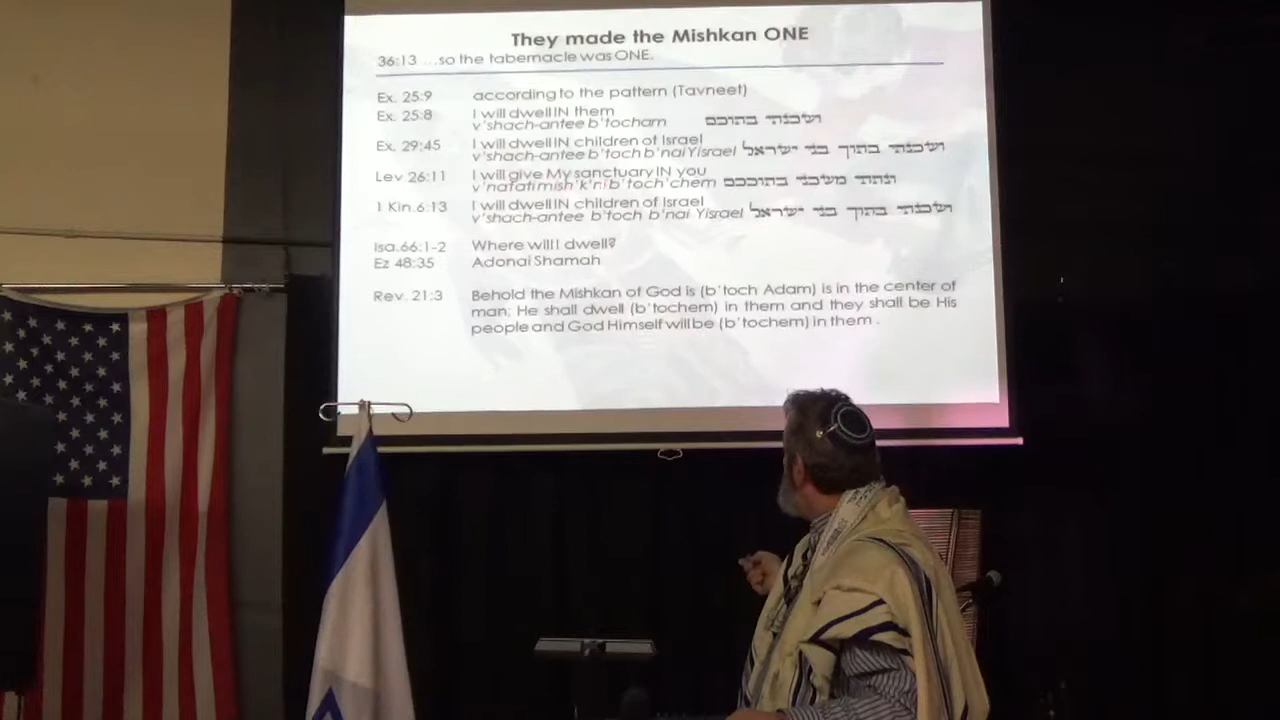 They made the Mishkan ONE
36:13 ...so the tabernacle was ONE.
Ex. 25:9 according to the pattern (Tavneet)
Ex. 25:8 I will dwell IN them
v'shach-antee b'tocham ושכנתי בתוכם
Ex. 29:45 I will dwell IN children of Israel
v'shach-antee b'toch b'nai Yisrael ושכנתי בתוך בני ישראל
Lev 26:11 I will give My sanctuary IN you
v'natati mish'k'ni b'toch'chem ונתתי משכני בתוככם
1 Kin.6:13 I will dwell IN children of Israel
v'shach-antee b'toch b'nai Yisrael ושכנתי בתוך בני ישראל
Isa.66:1-2 Where will I dwell?
Ez 48:35 Adonai Shamah
Rev. 21:3 Behold the Mishkan of God is (b'toch Adam) is in the center of
man; He shall dwell (b'tochem) in them and they shall be His
people and God Himself will be (b'tochem) in them .